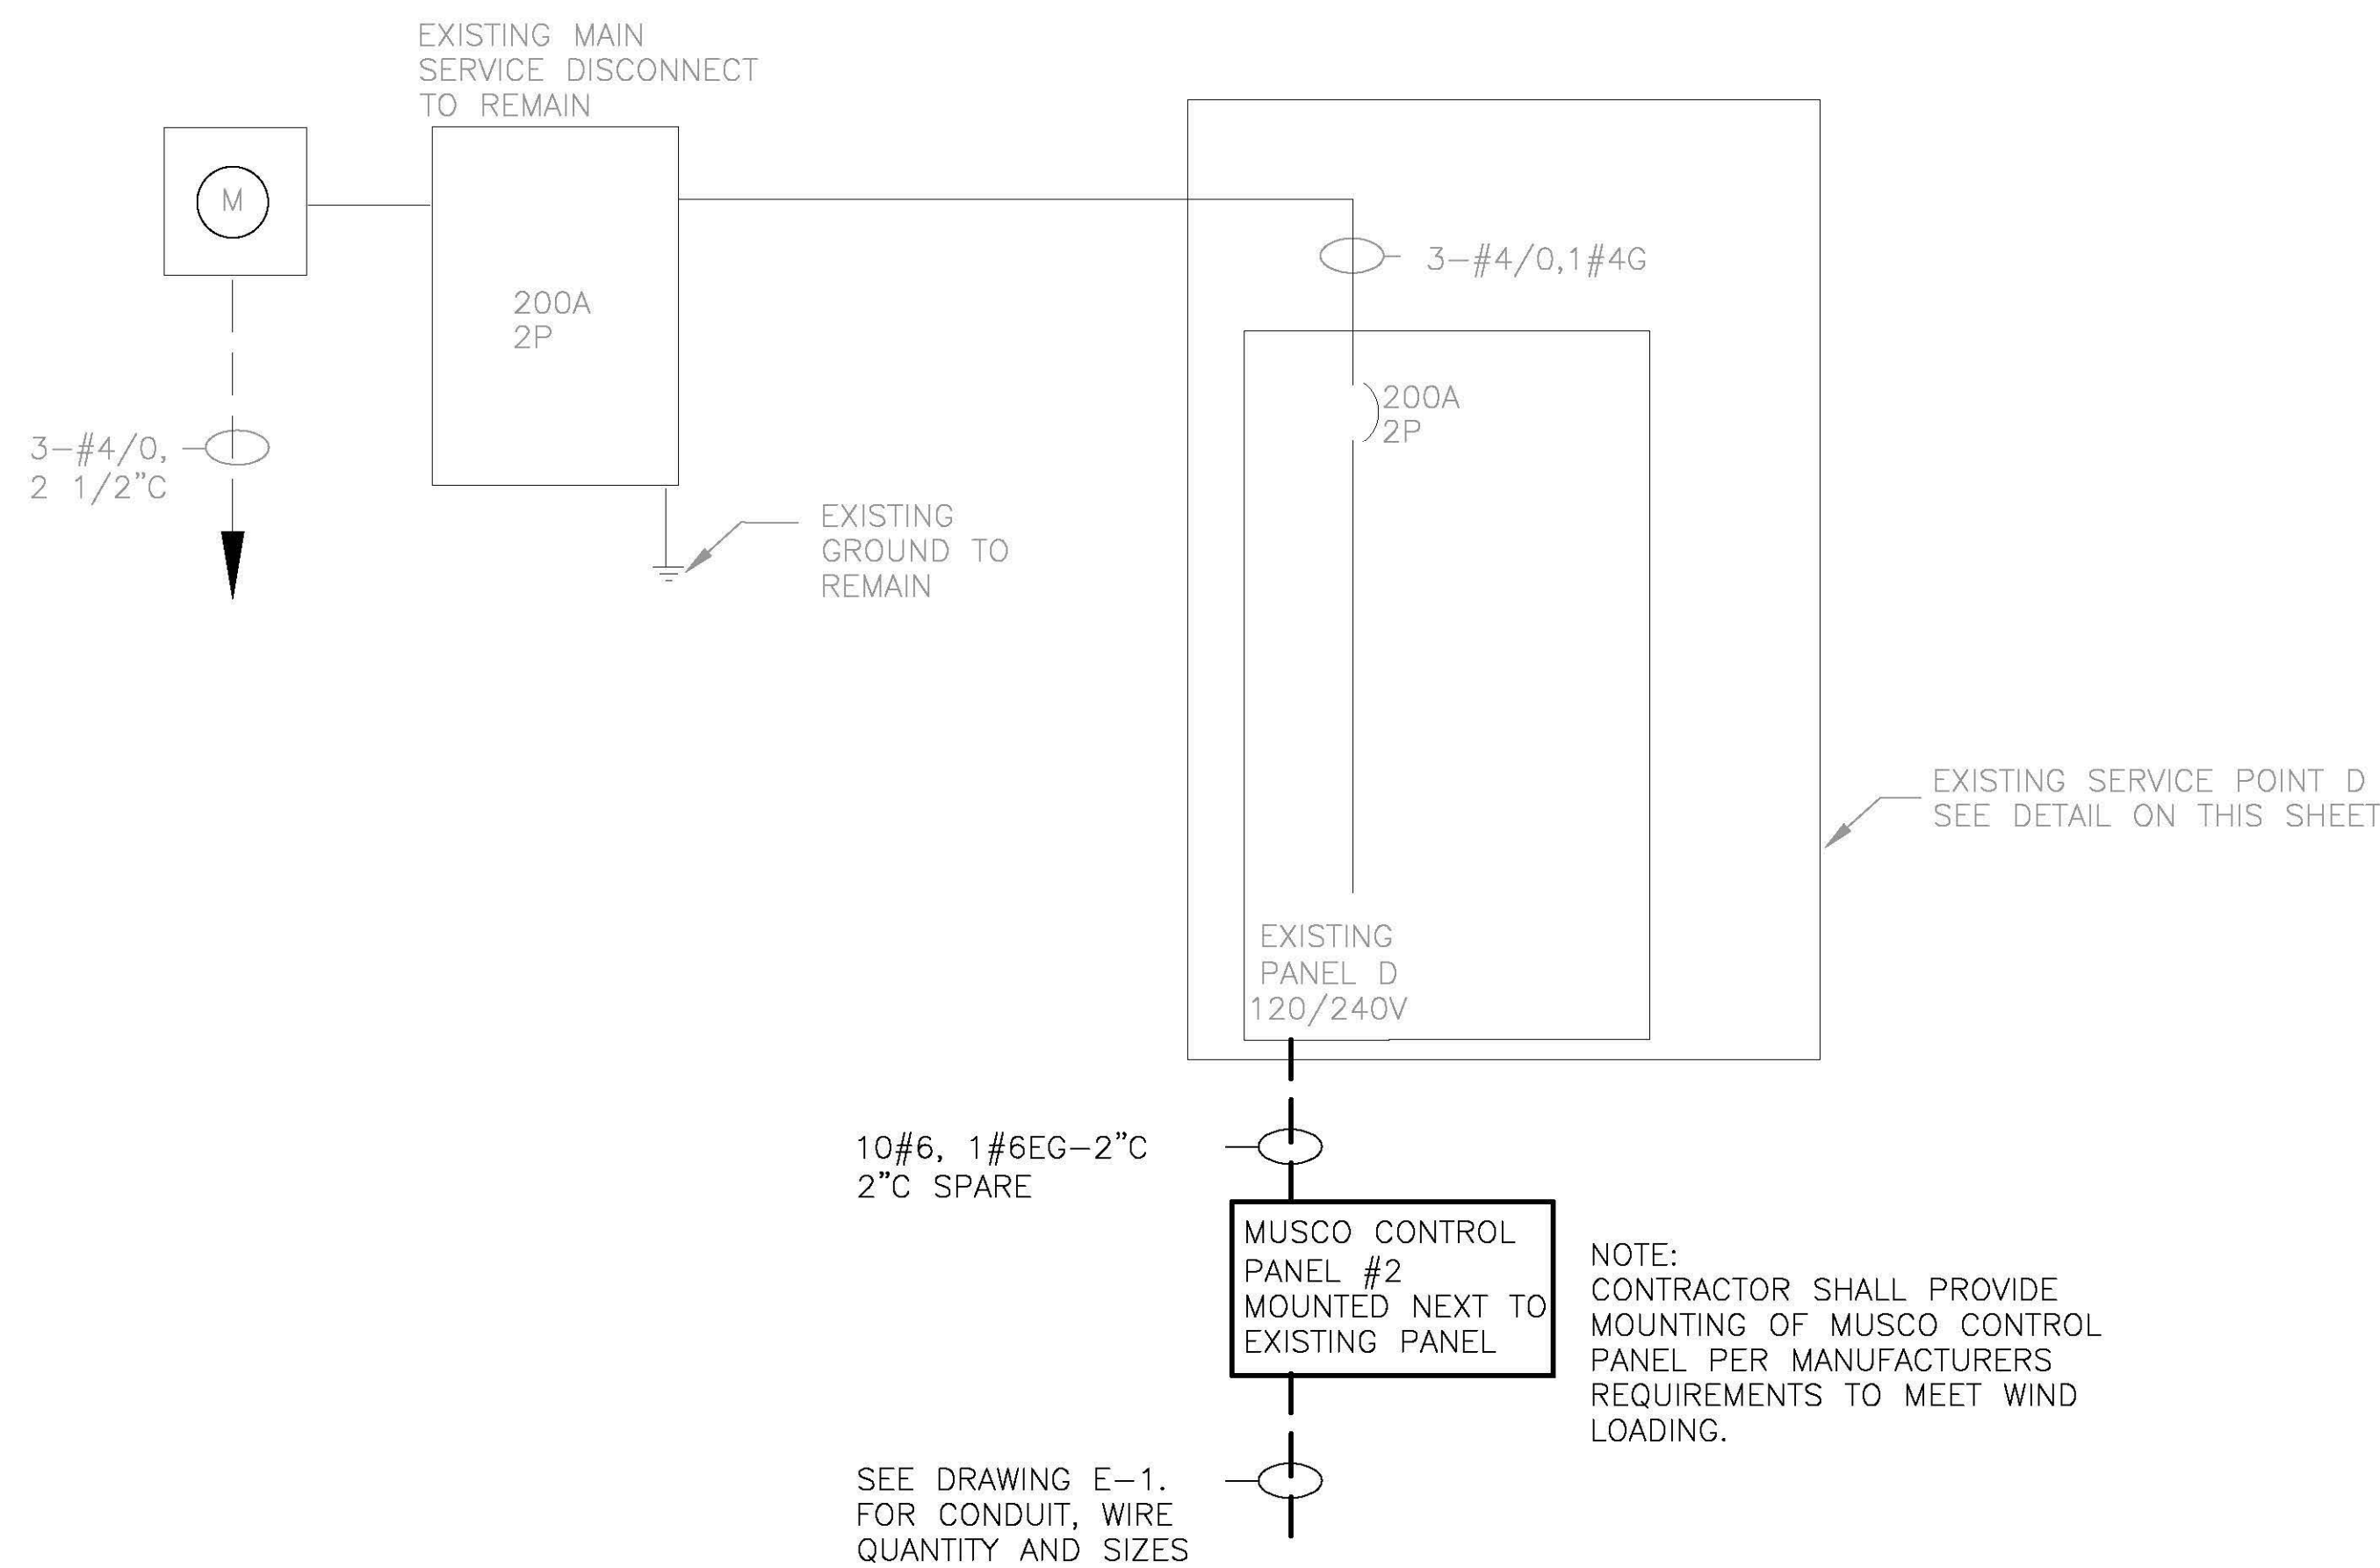 EXISTING MAIN
SERVICE DISCONNECT
TO REMAIN
M
200A
2P
3-#4/0,
2 1/2"C
EXISTING
GROUND TO
REMAIN
3-#4/0,1#4G
200A
2P
EXISTING SERVICE POINT D
SEE DETAIL ON THIS SHEET
EXISTING
PANEL D
120/240V
10#6, 1#6EG-2"C
2"C SPARE
MUSCO CONTROL
PANEL #2
MOUNTED NEXT TO
EXISTING PANEL
NOTE:
CONTRACTOR SHALL PROVIDE
MOUNTING OF MUSCO CONTROL
PANEL PER MANUFACTURERS
REQUIREMENTS TO MEET WIND
LOADING.
SEE DRAWING E-1.
FOR CONDUIT, WIRE
QUANTITY AND SIZES